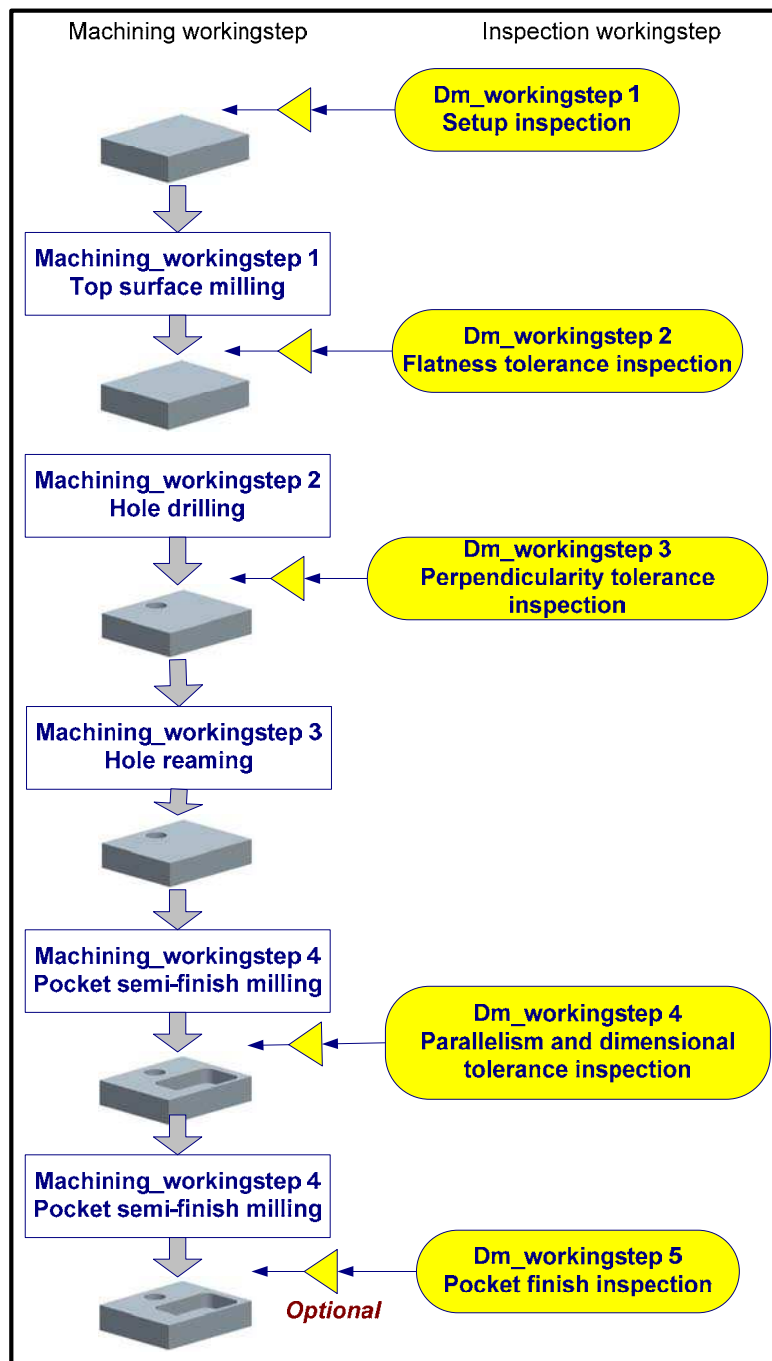 Machining workingstep
Inspection workingstep
Dm_workingstep 1
Setup inspection
Machining_workingstep 1
Top surface milling
Dm_workingstep 2
Flatness tolerance inspection
Machining_workingstep 2
Hole drilling
Dm_workingstep 3
Perpendicularity tolerance
inspection
Machining_workingstep 3
Hole reaming
Machining_workingstep 4
Pocket semi-finish milling
Dm_workingstep 4
Parallelism and dimensional
tolerance inspection
Machining_workingstep 4
Pocket semi-finish milling
Dm_workingstep 5
Pocket finish inspection
Optional